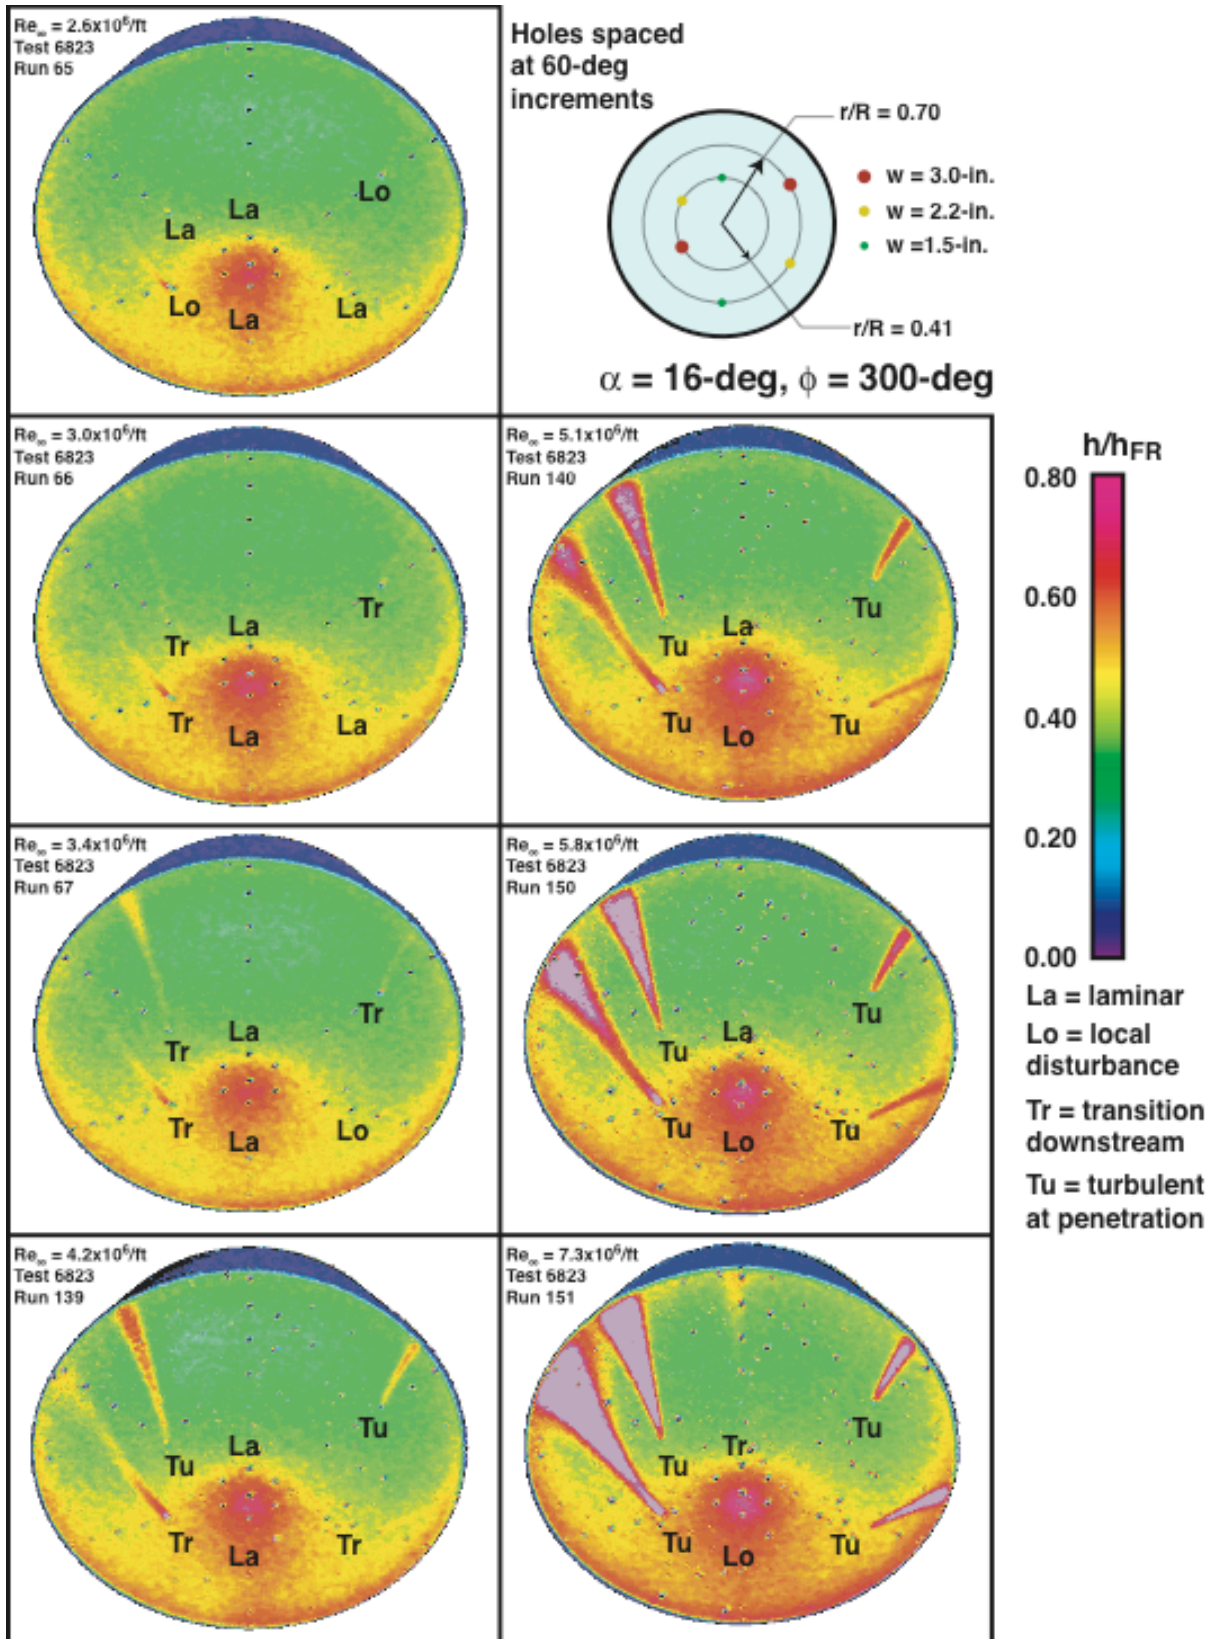 Re∞ = 2.6x10⁶/ft
Test 6823
Run 65
Lo
La
La
Lo
La
La
Holes spaced
at 60-deg
increments
r/R = 0.70
w = 3.0-in.
w = 2.2-in.
w =1.5-in.
r/R = 0.41
α = 16-deg, ϕ = 300-deg
Re∞ = 3.0x10⁶/ft
Test 6823
Run 66
Tr
La
Tr
Tr
La
La
Re∞ = 5.1x10⁶/ft
Test 6823
Run 140
Tu
La
Tu
Tu
Lo
Tu
Re∞ = 3.4x10⁶/ft
Test 6823
Run 67
Tr
La
Tr
Tr
La
Lo
Re∞ = 5.8x10⁶/ft
Test 6823
Run 150
Tu
La
Tu
Tu
Lo
Tu
Re∞ = 4.2x10⁶/ft
Test 6823
Run 139
Tu
La
Tu
Tr
La
Tr
Re∞ = 7.3x10⁶/ft
Test 6823
Run 151
Tu
Tr
Tu
Tu
Lo
Tu
h/hFR
0.80
0.60
0.40
0.20
0.00
La = laminar
Lo = local
disturbance
Tr = transition
downstream
Tu = turbulent
at penetration